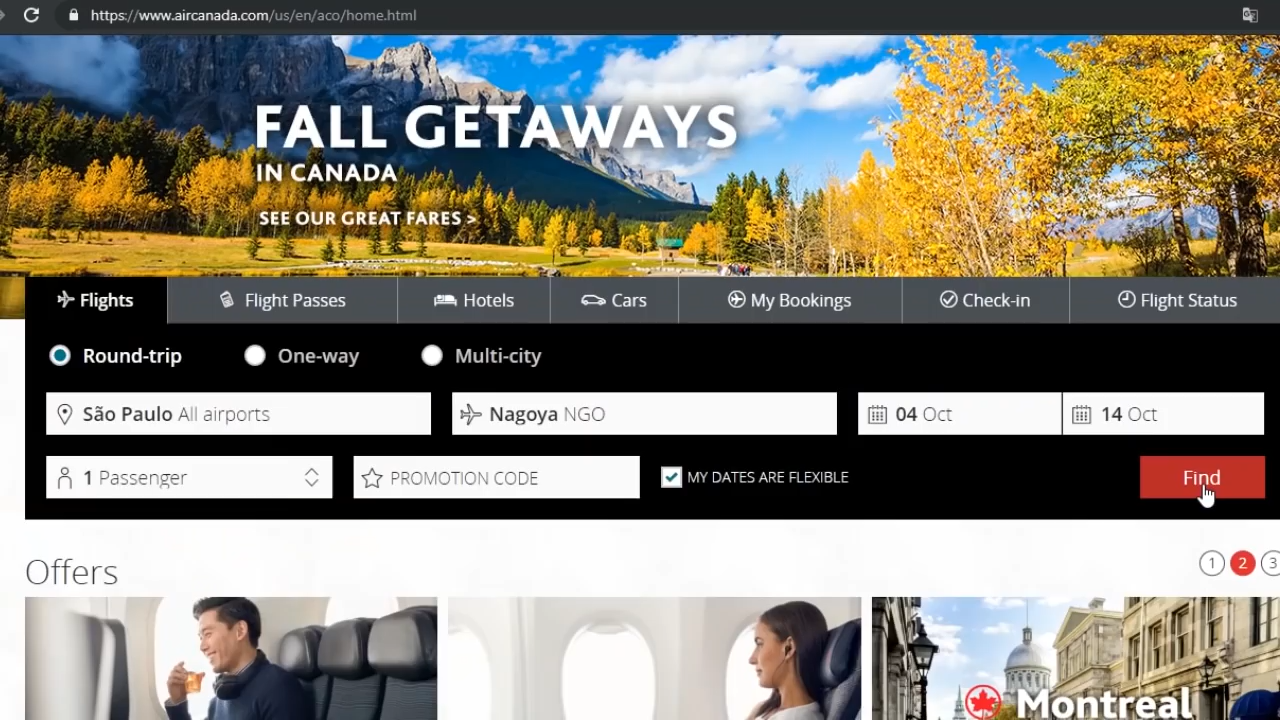 https://www.aircanada.com/us/en/aco/home.html
FALL GETAWAYS
IN CANADA
SEE OUR GREAT FARES >
Flights Flight Passes Hotels Cars My Bookings Check-in Flight Status
Round-trip One-way Multi-city
São Paulo All airports Nagoya NGO 04 Oct 14 Oct
1 Passenger PROMOTION CODE MY DATES ARE FLEXIBLE Find
Offers 1 2 3
Montreal